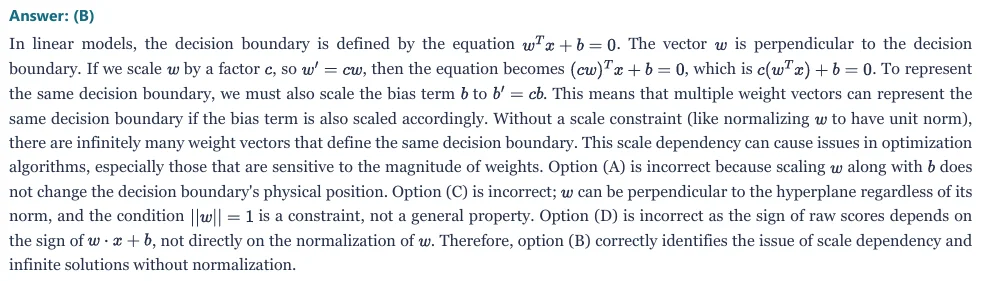 Answer: (B)
In linear models, the decision boundary is defined by the equation wᵀx + b = 0. The vector w is perpendicular to the decision
boundary. If we scale w by a factor c, so w′ = cw, then the equation becomes (cw)ᵀx + b = 0, which is c(wᵀx) + b = 0. To represent
the same decision boundary, we must also scale the bias term b to b′ = cb. This means that multiple weight vectors can represent the
same decision boundary if the bias term is also scaled accordingly. Without a scale constraint (like normalizing w to have unit norm),
there are infinitely many weight vectors that define the same decision boundary. This scale dependency can cause issues in optimization
algorithms, especially those that are sensitive to the magnitude of weights. Option (A) is incorrect because scaling w along with b does
not change the decision boundary's physical position. Option (C) is incorrect; w can be perpendicular to the hyperplane regardless of its
norm, and the condition ||w|| = 1 is a constraint, not a general property. Option (D) is incorrect as the sign of raw scores depends on
the sign of w · x + b, not directly on the normalization of w. Therefore, option (B) correctly identifies the issue of scale dependency and
infinite solutions without normalization.